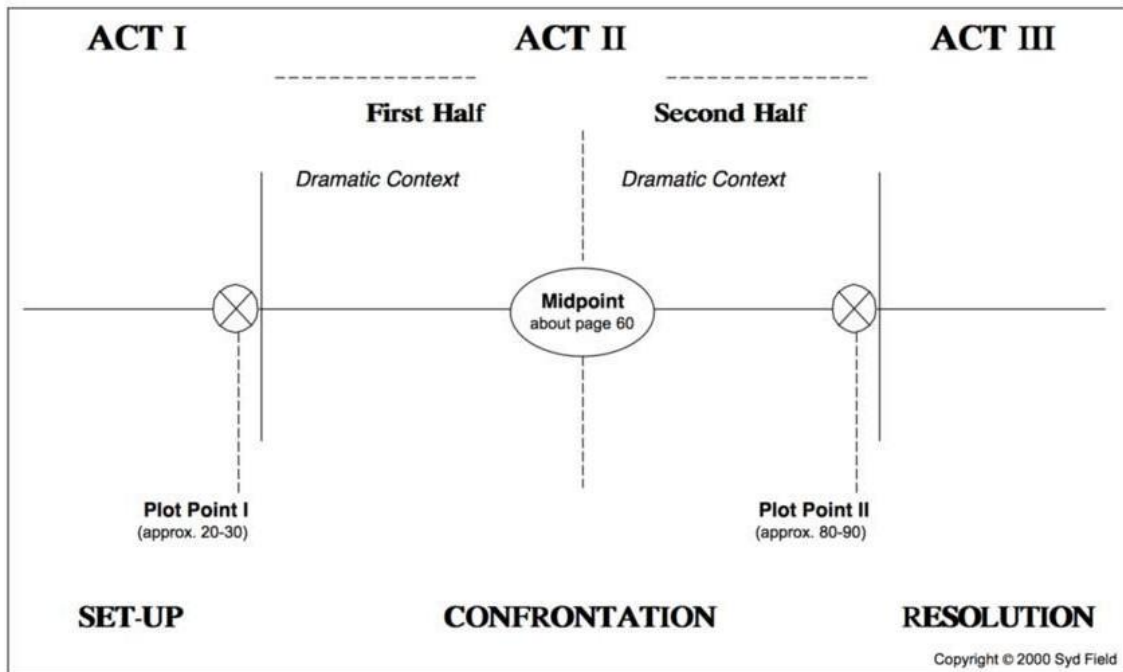 ACT I
ACT II
ACT III
First Half
Second Half
Dramatic Context
Dramatic Context
Midpoint
about page 60
Plot Point I
(approx. 20-30)
Plot Point II
(approx. 80-90)
SET-UP
CONFRONTATION
RESOLUTION
Copyright © 2000 Syd Field